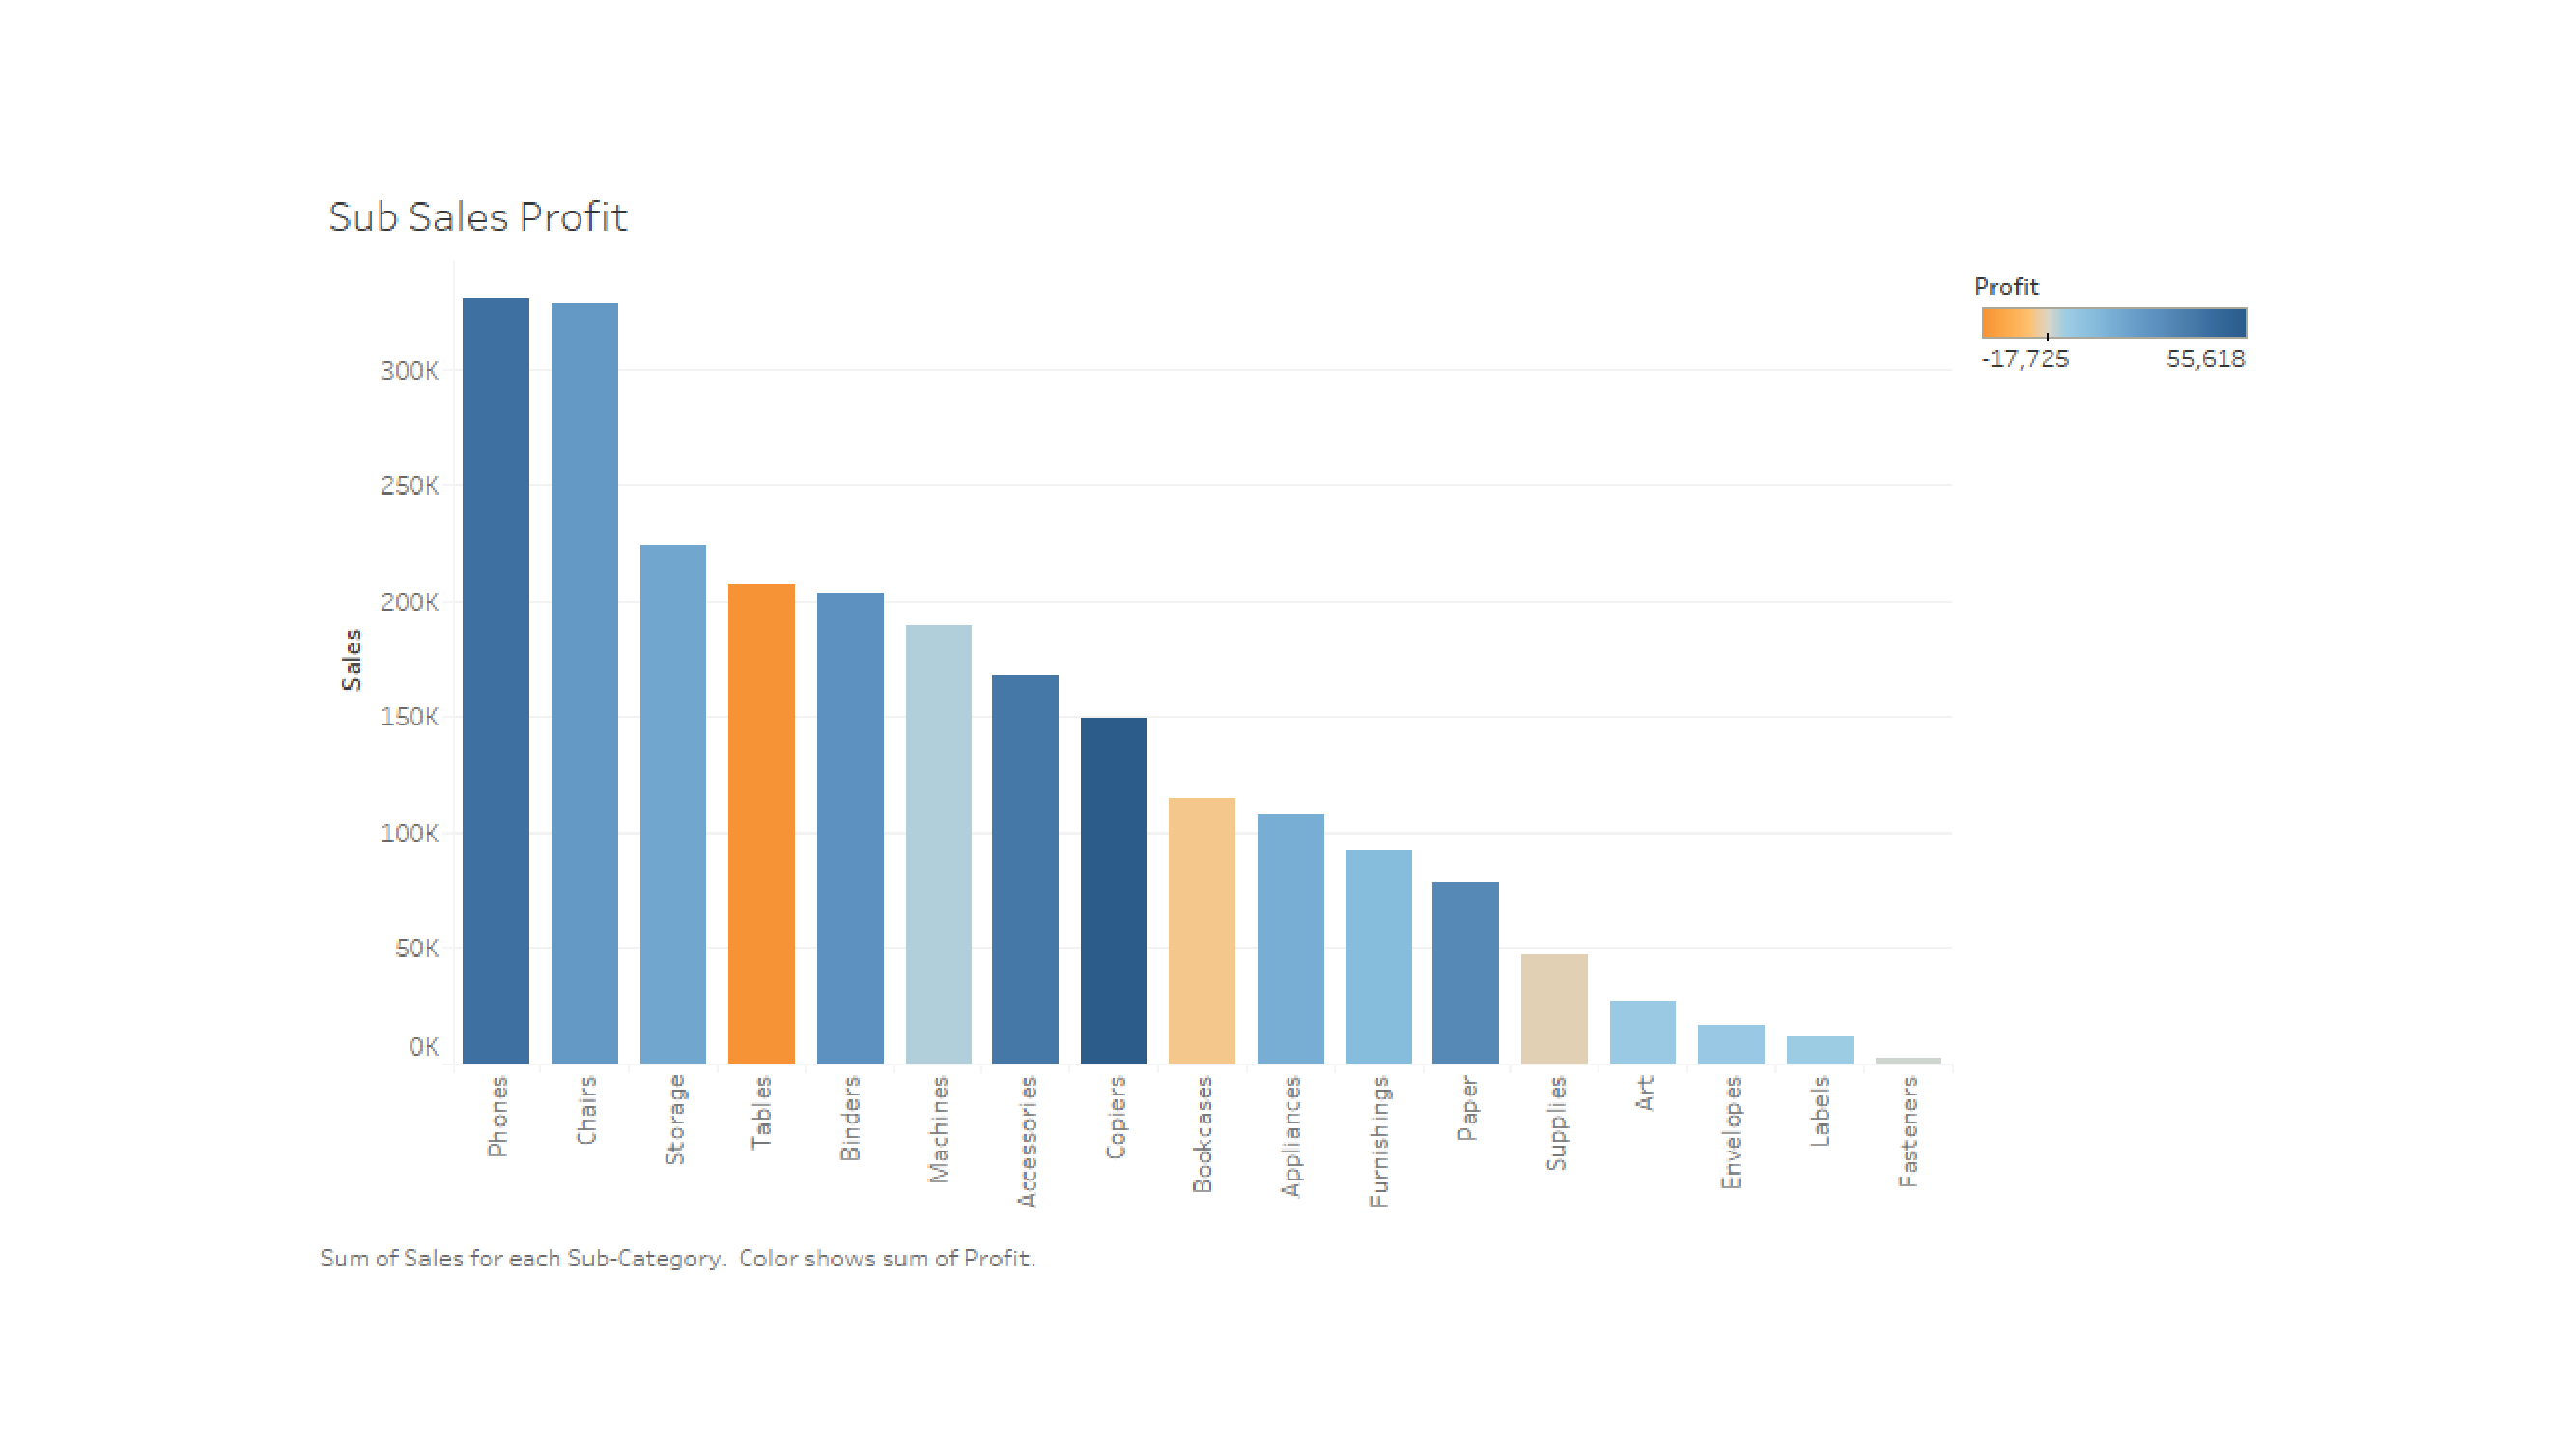 Sub Sales Profit
Profit
-17,725 55,618
300K
250K
200K
150K
100K
50K
0K
Sales
Phones
Chairs
Storage
Tables
Binders
Machines
Accessories
Copiers
Bookcases
Appliances
Furnishings
Paper
Supplies
Art
Envelopes
Labels
Fasteners
Sum of Sales for each Sub-Category.  Color shows sum of Profit.